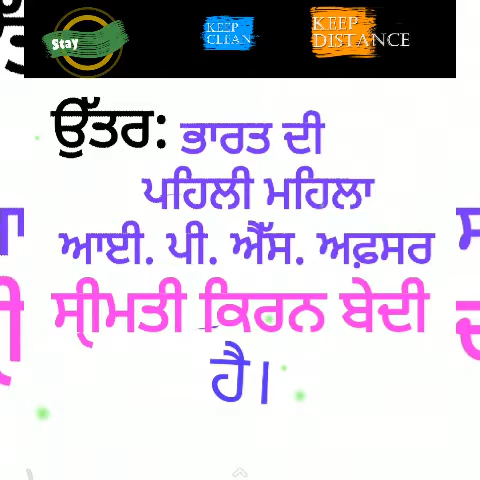 Stay
KEEP
CLEAN
KEEP
DISTANCE
ਉੱਤਰ: ਭਾਰਤ ਦੀ
ਪਹਿਲੀ ਮਹਿਲਾ
ਆਈ. ਪੀ. ਐੱਸ. ਅਫ਼ਸਰ
ਸ੍ਰੀਮਤੀ ਕਿਰਨ ਬੇਦੀ
ਹੈ।